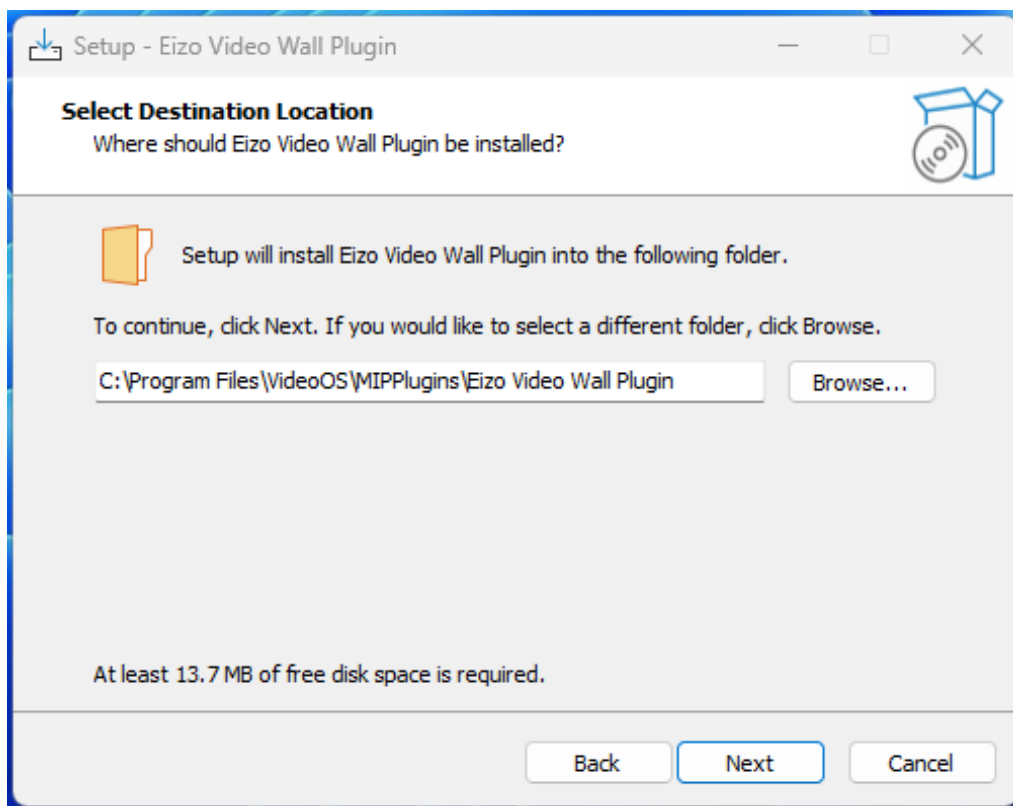 Setup - Eizo Video Wall Plugin
Select Destination Location
Where should Eizo Video Wall Plugin be installed?
Setup will install Eizo Video Wall Plugin into the following folder.
To continue, click Next. If you would like to select a different folder, click Browse.
C:\Program Files\VideoOS\MIPPlugins\Eizo Video Wall Plugin
Browse...
At least 13.7 MB of free disk space is required.
Back
Next
Cancel